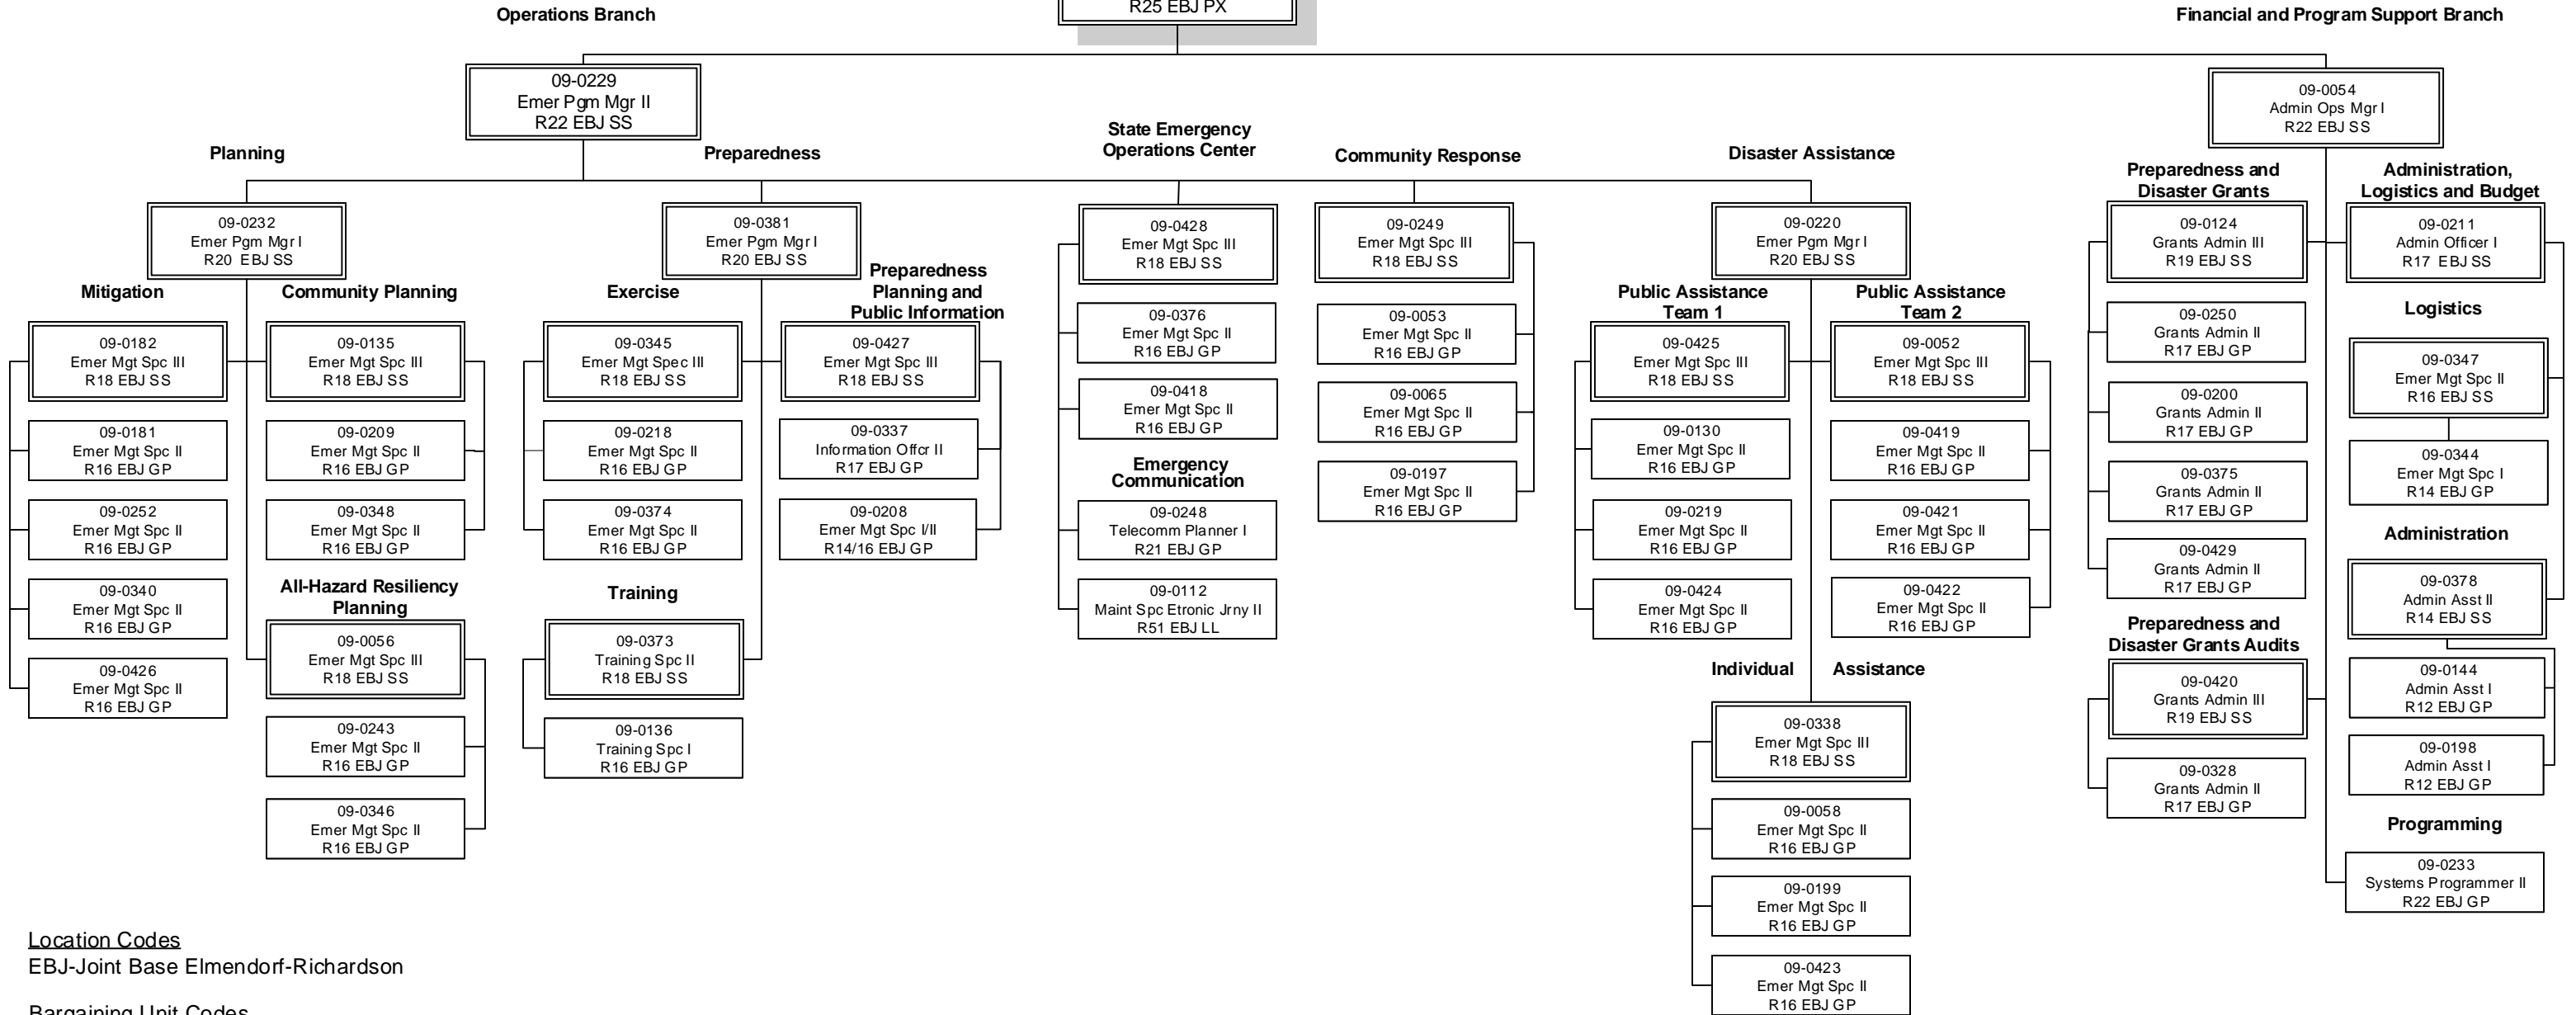 R25 EBJ PX
Operations Branch
Financial and Program Support Branch
09-0229
Emer Pgm Mgr II
R22 EBJ SS
09-0054
Admin Ops Mgr I
R22 EBJ SS
Planning
Preparedness
State Emergency
Operations Center
Community Response
Disaster Assistance
Preparedness and
Disaster Grants
Administration,
Logistics and Budget
09-0232
Emer Pgm Mgr I
R20 EBJ SS
Mitigation
09-0182
Emer Mgt Spc III
R18 EBJ SS
09-0181
Emer Mgt Spc II
R16 EBJ GP
09-0252
Emer Mgt Spc II
R16 EBJ GP
09-0340
Emer Mgt Spc II
R16 EBJ GP
09-0426
Emer Mgt Spc II
R16 EBJ GP
Community Planning
09-0135
Emer Mgt Spc III
R18 EBJ SS
09-0209
Emer Mgt Spc II
R16 EBJ GP
09-0348
Emer Mgt Spc II
R16 EBJ GP
All-Hazard Resiliency
Planning
09-0056
Emer Mgt Spc III
R18 EBJ SS
09-0243
Emer Mgt Spc II
R16 EBJ GP
09-0346
Emer Mgt Spc II
R16 EBJ GP
09-0381
Emer Pgm Mgr I
R20 EBJ SS
Exercise
09-0345
Emer Mgt Spec III
R18 EBJ SS
09-0218
Emer Mgt Spc II
R16 EBJ GP
09-0374
Emer Mgt Spc II
R16 EBJ GP
Training
09-0373
Training Spc II
R18 EBJ SS
09-0136
Training Spc I
R16 EBJ GP
Preparedness
Planning and
Public Information
09-0427
Emer Mgt Spc III
R18 EBJ SS
09-0337
Information Offcr II
R17 EBJ GP
09-0208
Emer Mgt Spc I/II
R14/16 EBJ GP
09-0428
Emer Mgt Spc III
R18 EBJ SS
09-0376
Emer Mgt Spc II
R16 EBJ GP
09-0418
Emer Mgt Spc II
R16 EBJ GP
Emergency
Communication
09-0248
Telecomm Planner I
R21 EBJ GP
09-0112
Maint Spc Etronic Jrny II
R51 EBJ LL
09-0249
Emer Mgt Spc III
R18 EBJ SS
09-0053
Emer Mgt Spc II
R16 EBJ GP
09-0065
Emer Mgt Spc II
R16 EBJ GP
09-0197
Emer Mgt Spc II
R16 EBJ GP
09-0220
Emer Pgm Mgr I
R20 EBJ SS
Public Assistance
Team 1
09-0425
Emer Mgt Spc III
R18 EBJ SS
09-0130
Emer Mgt Spc II
R16 EBJ GP
09-0219
Emer Mgt Spc II
R16 EBJ GP
09-0424
Emer Mgt Spc II
R16 EBJ GP
Public Assistance
Team 2
09-0052
Emer Mgt Spc III
R18 EBJ SS
09-0419
Emer Mgt Spc II
R16 EBJ GP
09-0421
Emer Mgt Spc II
R16 EBJ GP
09-0422
Emer Mgt Spc II
R16 EBJ GP
Individual Assistance
09-0338
Emer Mgt Spc III
R18 EBJ SS
09-0058
Emer Mgt Spc II
R16 EBJ GP
09-0199
Emer Mgt Spc II
R16 EBJ GP
09-0423
Emer Mgt Spc II
R16 EBJ GP
09-0124
Grants Admin III
R19 EBJ SS
09-0250
Grants Admin II
R17 EBJ GP
09-0200
Grants Admin II
R17 EBJ GP
09-0375
Grants Admin II
R17 EBJ GP
09-0429
Grants Admin II
R17 EBJ GP
Preparedness and
Disaster Grants Audits
09-0420
Grants Admin III
R19 EBJ SS
09-0328
Grants Admin II
R17 EBJ GP
09-0211
Admin Officer I
R17 EBJ SS
Logistics
09-0347
Emer Mgt Spc II
R16 EBJ SS
09-0344
Emer Mgt Spc I
R14 EBJ GP
Administration
09-0378
Admin Asst II
R14 EBJ SS
09-0144
Admin Asst I
R12 EBJ GP
09-0198
Admin Asst I
R12 EBJ GP
Programming
09-0233
Systems Programmer II
R22 EBJ GP
Location Codes
EBJ-Joint Base Elmendorf-Richardson
Bargaining Unit Codes